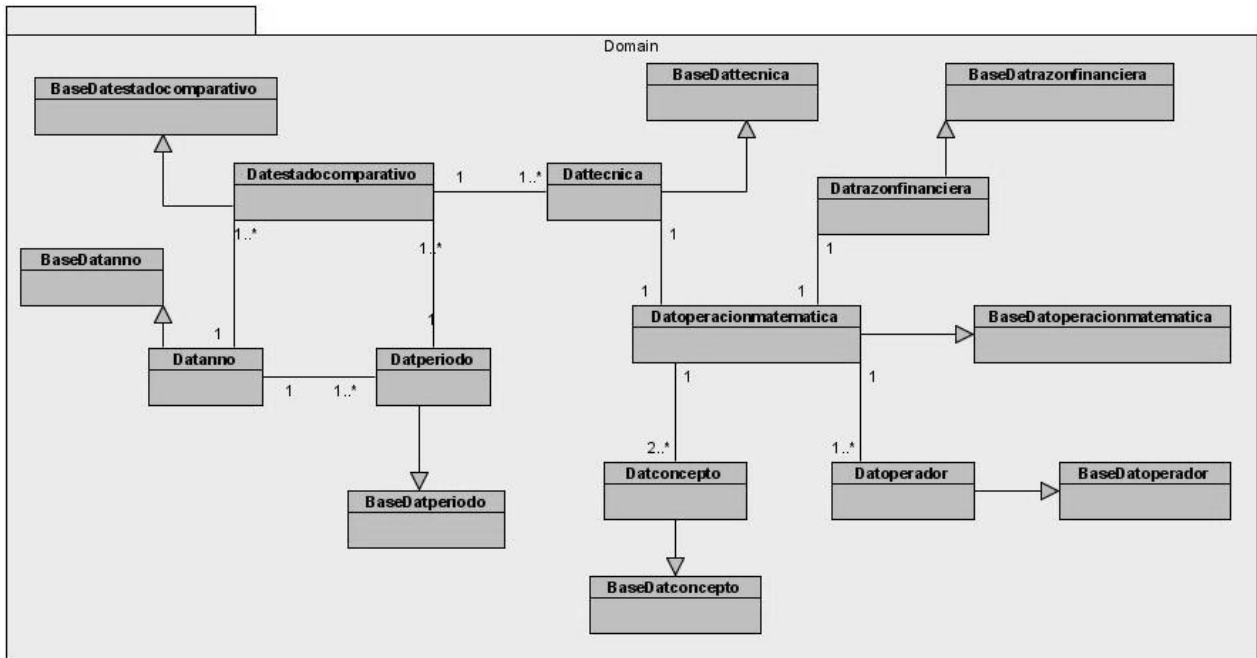 Domain
BaseDatestadocomparativo
BaseDattecnica
BaseDatrazonfinanciera
Datestadocomparativo
1
1..*
Dattecnica
Datrazonfinanciera
1..*
1..*
1
1
BaseDatanno
1
1
Datoperacionmatematica
BaseDatoperacionmatematica
1
1
Datanno
Datperiodo
1
1..*
1
1
2..*
1..*
Datconcepto
Datoperador
BaseDatoperador
BaseDatperiodo
BaseDatconcepto